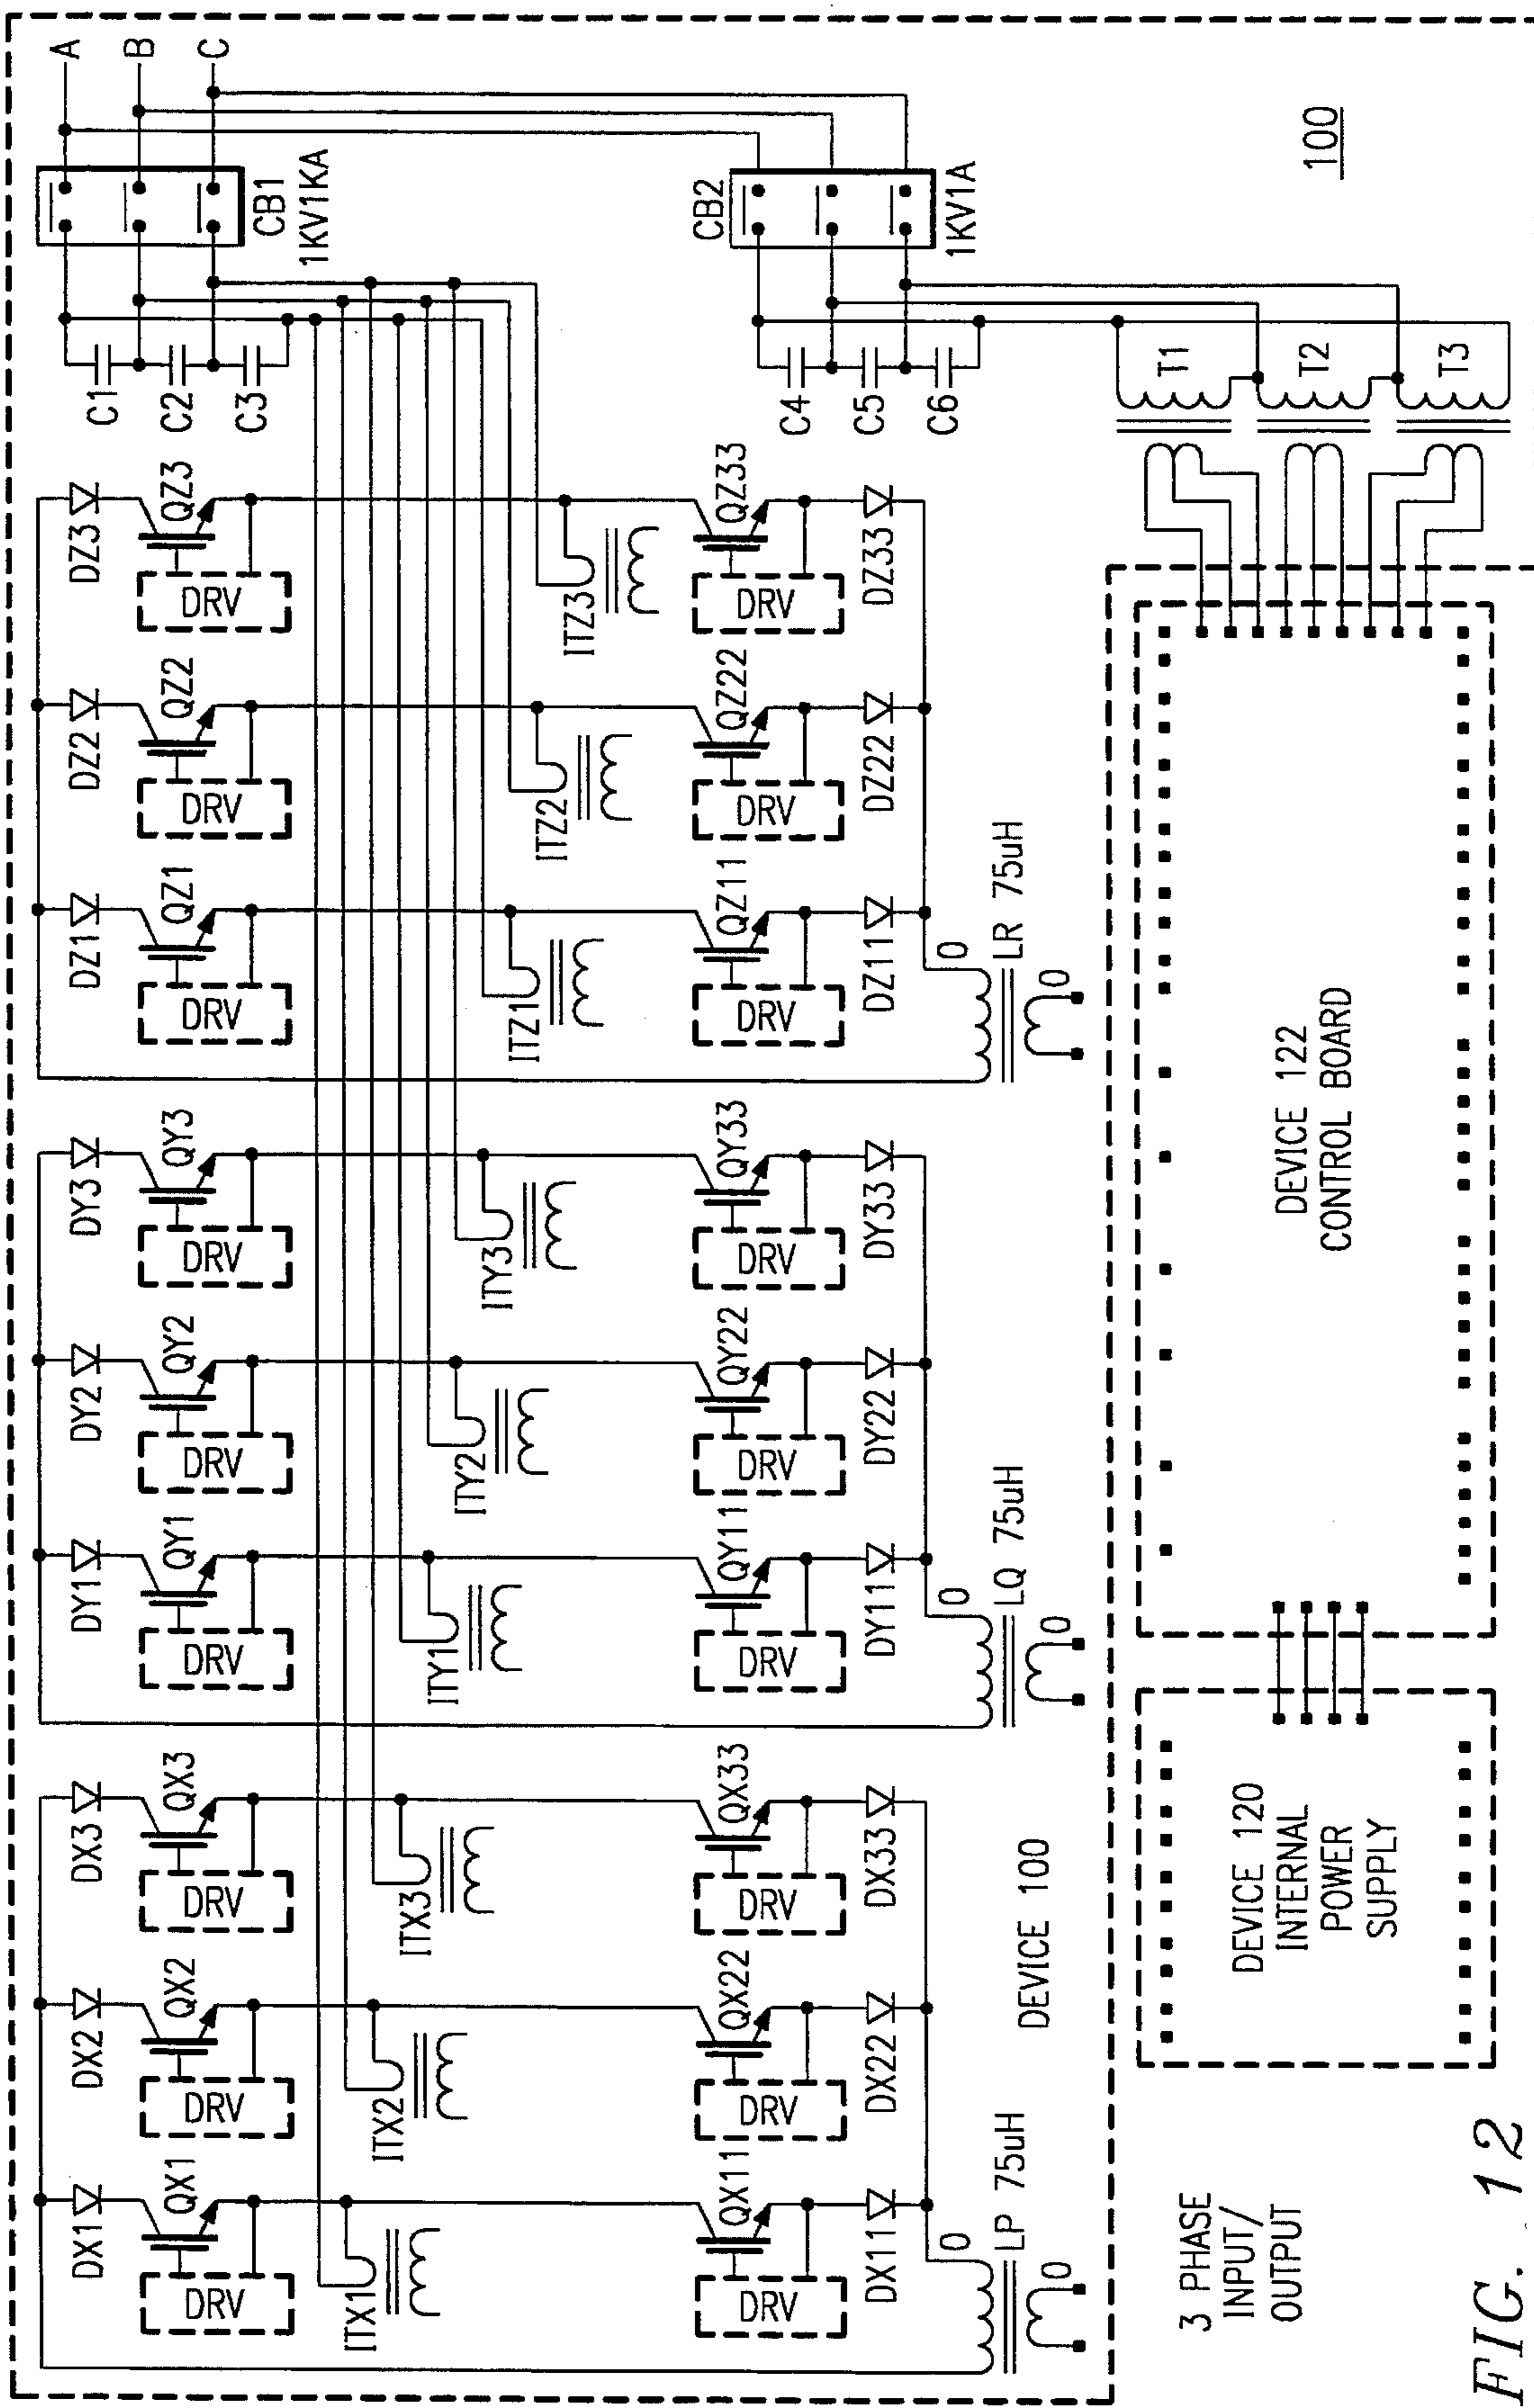 A
B
C
CB1
1KV1KA
C1
C2
C3
CB2
1KV1A
C4
C5
C6
T1
T2
T3
100
DX1
DX2
DX3
DY1
DY2
DY3
DZ1
DZ2
DZ3
QX1
QX2
QX3
QY1
QY2
QY3
QZ1
QZ2
QZ3
DRV
DRV
DRV
DRV
DRV
DRV
DRV
DRV
DRV
ITX1
ITX2
ITX3
ITY1
ITY2
ITY3
ITZ1
ITZ2
ITZ3
QX11
QX22
QX33
QY11
QY22
QY33
QZ11
QZ22
QZ33
DRV
DRV
DRV
DRV
DRV
DRV
DRV
DRV
DRV
DX11
DX22
DX33
DY11
DY22
DY33
DZ11
DZ22
DZ33
O
LP 75uH
O
O
LQ 75uH
O
O
LR 75uH
O
DEVICE 100
3 PHASE
INPUT/
OUTPUT
DEVICE 120
INTERNAL
POWER
SUPPLY
DEVICE 122
CONTROL BOARD
FIG. 12